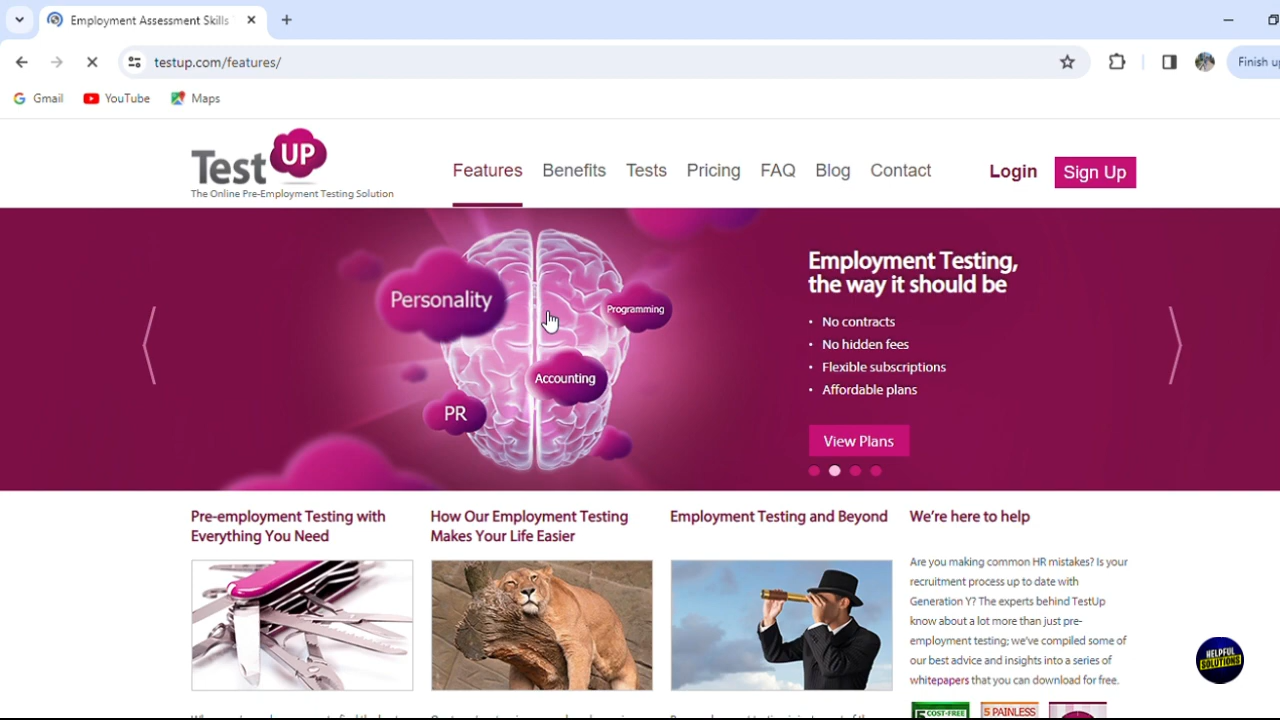 Employment Assessment Skills
testup.com/features/
Finish
Gmail
YouTube
Maps
Test UP
The Online Pre-Employment Testing Solution
Features
Benefits
Tests
Pricing
FAQ
Blog
Contact
Login
Sign Up
Personality
Programming
Accounting
PR
Employment Testing,
the way it should be
• No contracts
• No hidden fees
• Flexible subscriptions
• Affordable plans
View Plans
Pre-employment Testing with
Everything You Need
How Our Employment Testing
Makes Your Life Easier
Employment Testing and Beyond
We're here to help
Are you making common HR mistakes? Is your
recruitment process up to date with
Generation Y? The experts behind TestUp
know about a lot more than just pre-
employment testing; we've compiled some of
our best advice and insights into a series of
whitepapers that you can download for free.
HELPFUL
SOLUTIONS
5 COST-FREE
5 PAINLESS